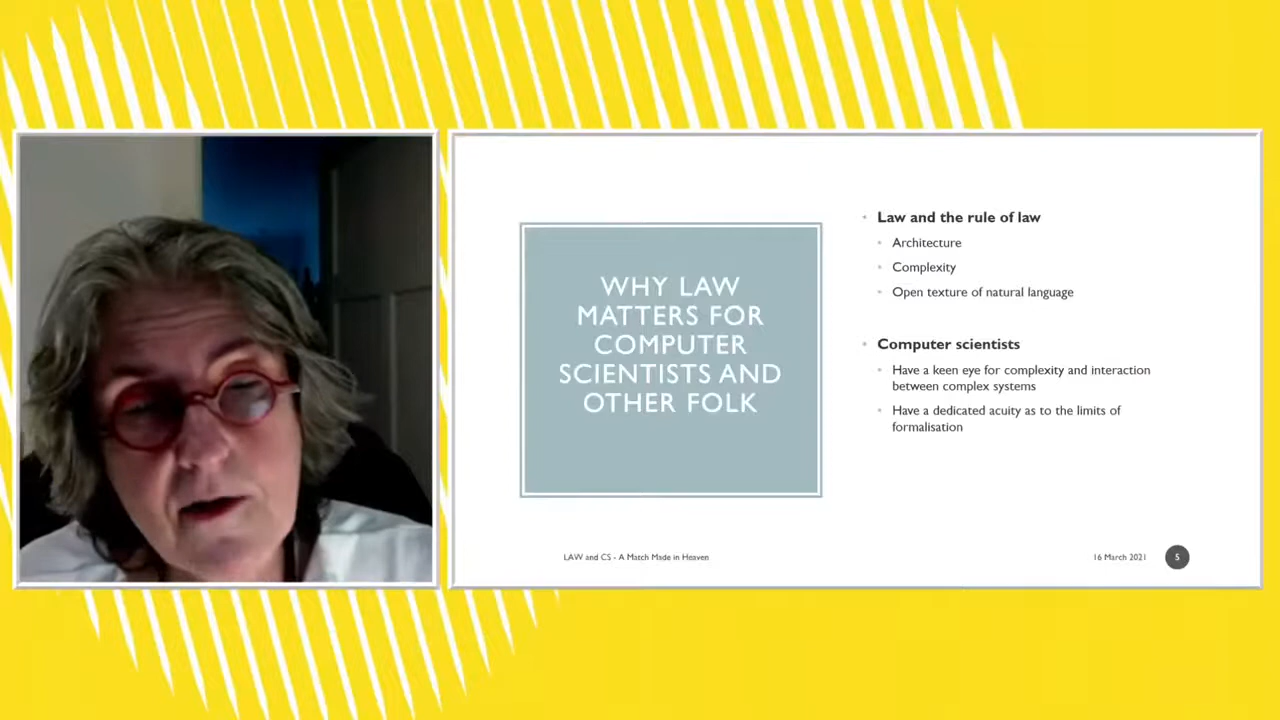 WHY LAW
MATTERS FOR
COMPUTER
SCIENTISTS AND
OTHER FOLK
• Law and the rule of law
• Architecture
• Complexity
• Open texture of natural language
• Computer scientists
• Have a keen eye for complexity and interaction
between complex systems
• Have a dedicated acuity as to the limits of
formalisation
LAW and CS - A Match Made in Heaven
16 March 2021
5